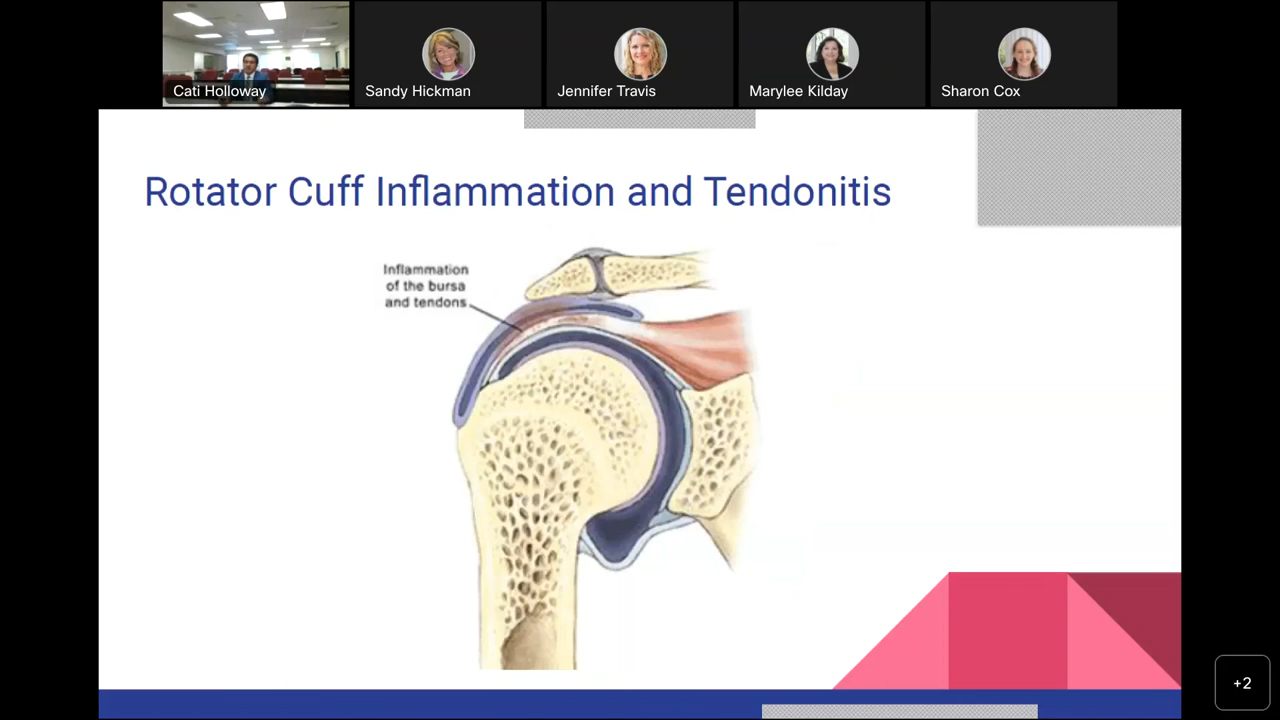 Cati Holloway
Sandy Hickman
Jennifer Travis
Marylee Kilday
Sharon Cox
Rotator Cuff Inflammation and Tendonitis
Inflammation
of the bursa
and tendons
+2